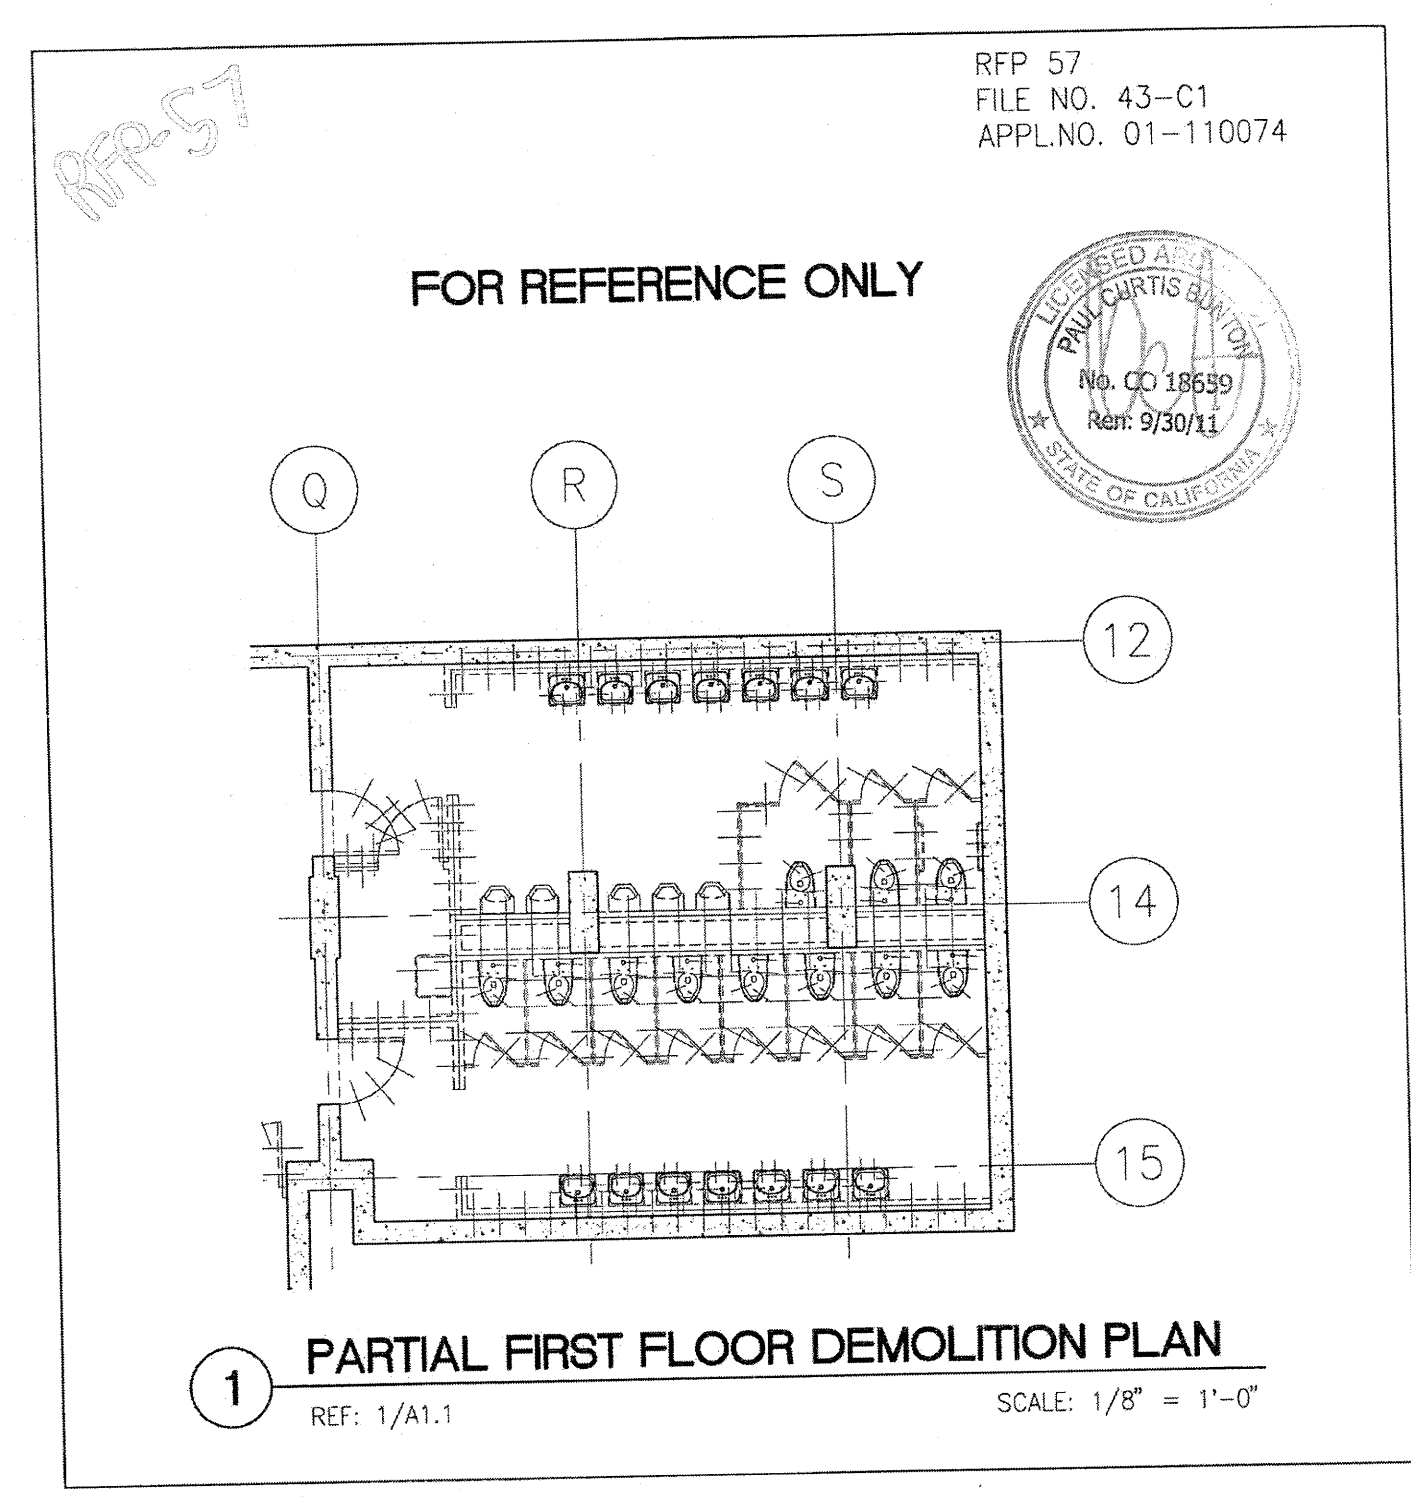 RFP-57
RFP 57
FILE NO. 43-C1
APPL.NO. 01-110074
FOR REFERENCE ONLY
LICENSED
PAUL CURTIS BUNTON
No. CO 18659
Ren: 9/30/11
STATE OF CALIFORNIA
Q
R
S
12
14
15
1
PARTIAL FIRST FLOOR DEMOLITION PLAN
REF: 1/A1.1
SCALE: 1/8" = 1'-0"